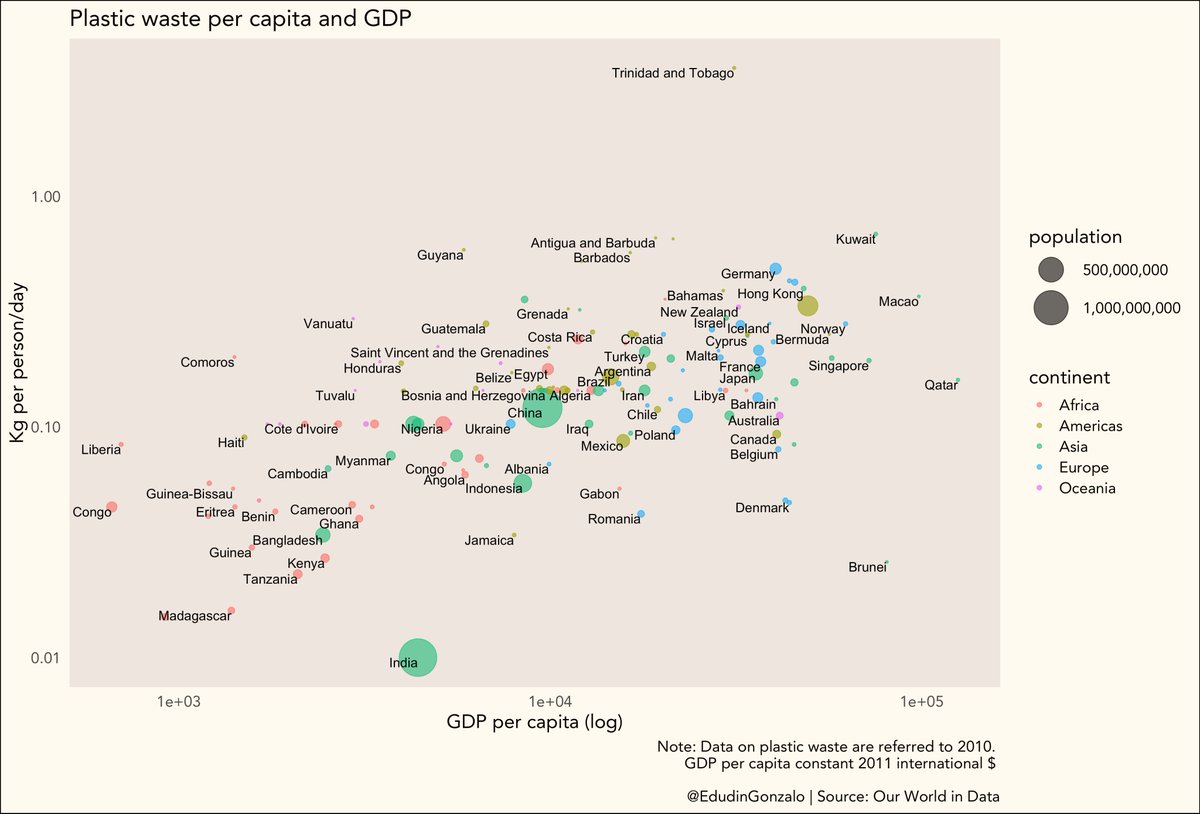 Plastic waste per capita and GDP
Trinidad and Tobago
1.00
Kuwait
Antigua and Barbuda
Guyana
Barbados
Germany
Bahamas
Hong Kong
Macao
Grenada
New Zealand
Vanuatu
Israel
Iceland
Guatemala
Norway
Costa Rica
Croatia
Cyprus
Bermuda
Saint Vincent and the Grenadines
Turkey
Malta
Comoros
Honduras
France
Singapore
Belize
Egypt
Argentina
Japan
Brazil
Qatar
Tuvalu
Bosnia and Herzegovina
Algeria
Iran
Libya
China
Chile
Bahrain
Australia
0.10
Cote d'Ivoire
Nigeria
Ukraine
Iraq
Poland
Haiti
Canada
Liberia
Mexico
Belgium
Myanmar
Cambodia
Congo
Albania
Angola
Indonesia
Guinea-Bissau
Gabon
Congo
Eritrea
Benin
Cameroon
Denmark
Ghana
Romania
Bangladesh
Jamaica
Guinea
Kenya
Brunei
Tanzania
Madagascar
0.01
India
Kg per person/day
1e+03
1e+04
1e+05
GDP per capita (log)
population
500,000,000
1,000,000,000
continent
Africa
Americas
Asia
Europe
Oceania
Note: Data on plastic waste are referred to 2010.
GDP per capita constant 2011 international $
@EdudinGonzalo | Source: Our World in Data